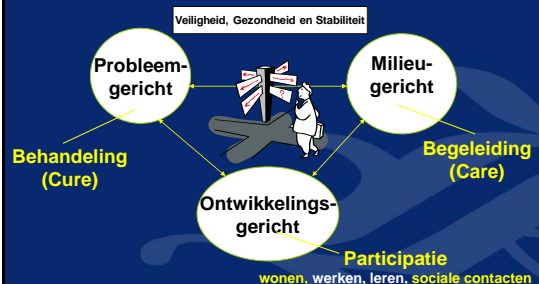 Veiligheid, Gezondheid en Stabiliteit
Probleem-
gericht
Milieu-
gericht
?
Behandeling
(Cure)
Begeleiding
(Care)
Ontwikkelings-
gericht
Participatie
wonen, werken, leren, sociale contacten